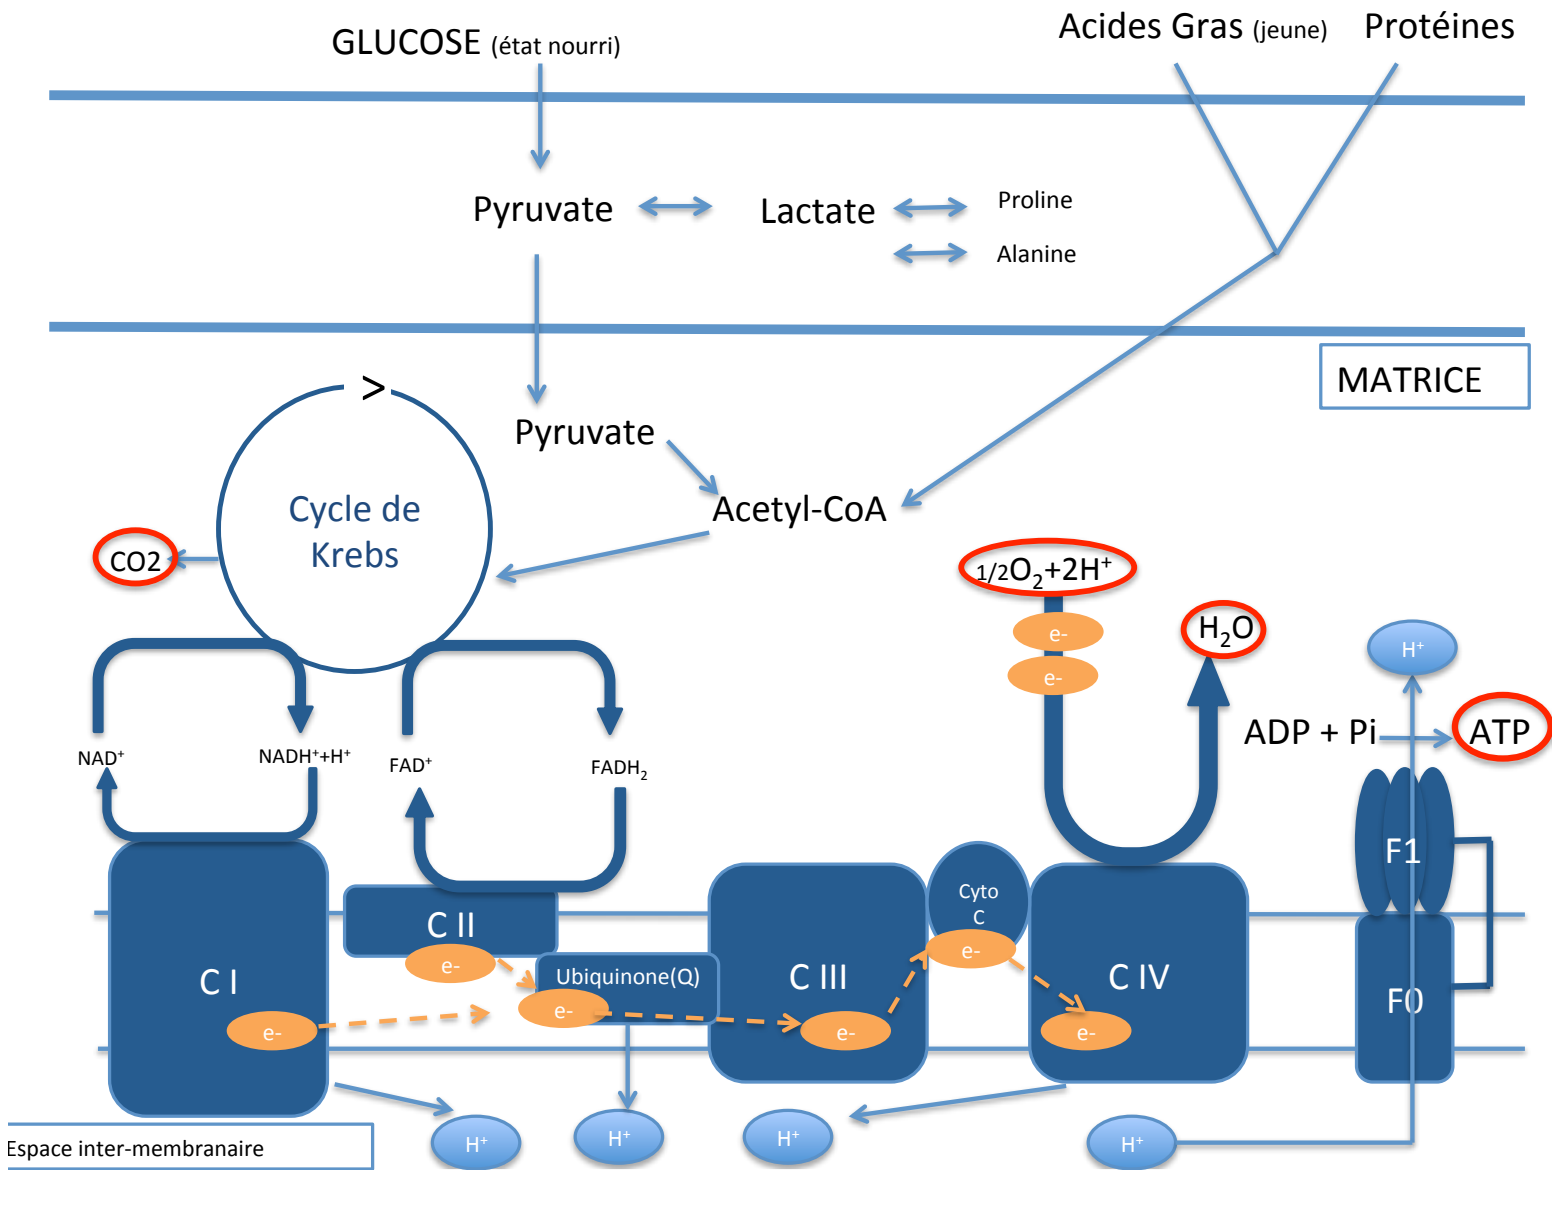 GLUCOSE (état nourri)
Acides Gras (jeune)
Protéines
Pyruvate
Lactate
Proline
Alanine
MATRICE
>
Pyruvate
Cycle de
Krebs
Acetyl-CoA
CO2
1/2O₂+2H⁺
e-
e-
H₂O
H⁺
ADP + Pi
ATP
NAD⁺
NADH⁺+H⁺
FAD⁺
FADH₂
F1
Cyto
C
C II
e-
e-
C I
Ubiquinone(Q)
C III
C IV
F0
e-
e-
e-
e-
Espace inter-membranaire
H⁺
H⁺
H⁺
H⁺